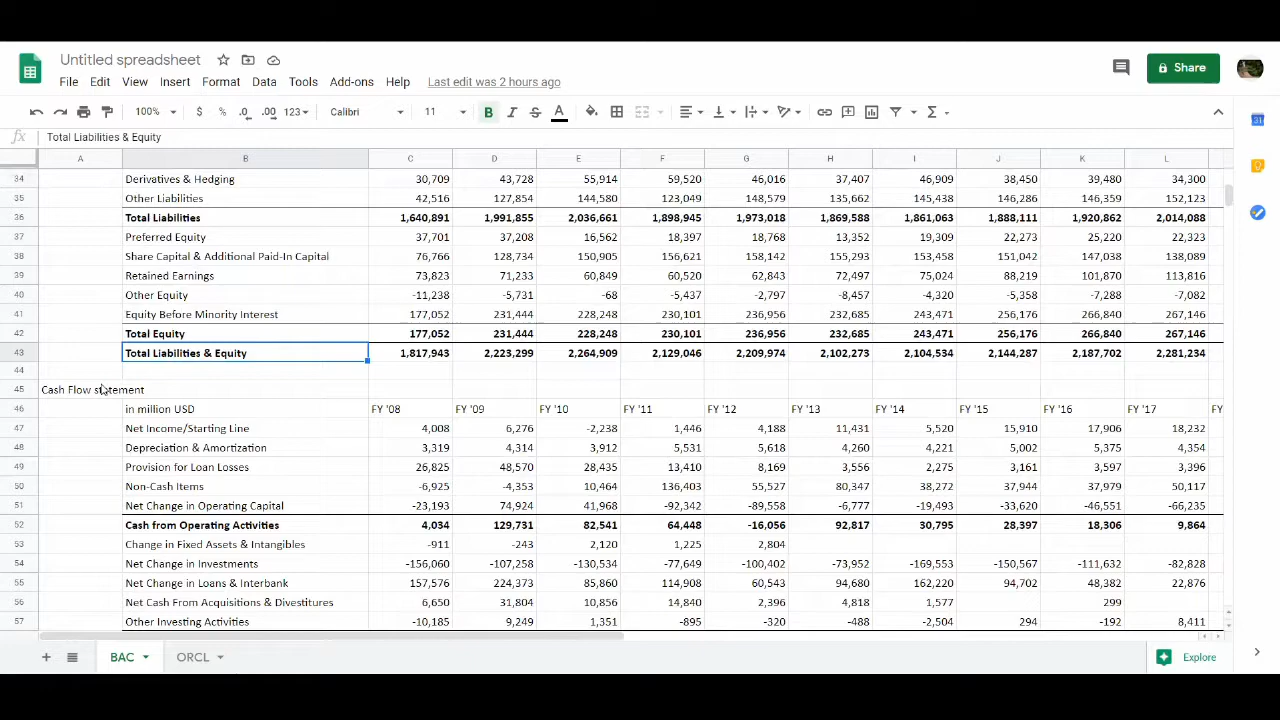 Untitled spreadsheet
File Edit View Insert Format Data Tools Add-ons Help Last edit was 2 hours ago
Share
100% $ % .0 .00 123 Calibri 11 B I S A
fx Total Liabilities & Equity
A B C D E F G H I J K L
34 Derivatives & Hedging 30,709 43,728 55,914 59,520 46,016 37,407 46,909 38,450 39,480 34,300
35 Other Liabilities 42,516 127,854 144,580 123,049 148,579 135,662 145,438 146,286 146,359 152,123
36 Total Liabilities 1,640,891 1,991,855 2,036,661 1,898,945 1,973,018 1,869,588 1,861,063 1,888,111 1,920,862 2,014,088
37 Preferred Equity 37,701 37,208 16,562 18,397 18,768 13,352 19,309 22,273 25,220 22,323
38 Share Capital & Additional Paid-In Capital 76,766 128,734 150,905 156,621 158,142 155,293 153,458 151,042 147,038 138,089
39 Retained Earnings 73,823 71,233 60,849 60,520 62,843 72,497 75,024 88,219 101,870 113,816
40 Other Equity -11,238 -5,731 -68 -5,437 -2,797 -8,457 -4,320 -5,358 -7,288 -7,082
41 Equity Before Minority Interest 177,052 231,444 228,248 230,101 236,956 232,685 243,471 256,176 266,840 267,146
42 Total Equity 177,052 231,444 228,248 230,101 236,956 232,685 243,471 256,176 266,840 267,146
43 Total Liabilities & Equity 1,817,943 2,223,299 2,264,909 2,129,046 2,209,974 2,102,273 2,104,534 2,144,287 2,187,702 2,281,234
44
45 Cash Flow statement
46 in million USD FY '08 FY '09 FY '10 FY '11 FY '12 FY '13 FY '14 FY '15 FY '16 FY '17 FY
47 Net Income/Starting Line 4,008 6,276 -2,238 1,446 4,188 11,431 5,520 15,910 17,906 18,232
48 Depreciation & Amortization 3,319 4,314 3,912 5,531 5,618 4,260 4,221 5,002 5,375 4,354
49 Provision for Loan Losses 26,825 48,570 28,435 13,410 8,169 3,556 2,275 3,161 3,597 3,396
50 Non-Cash Items -6,925 -4,353 10,464 136,403 55,527 80,347 38,272 37,944 37,979 50,117
51 Net Change in Operating Capital -23,193 74,924 41,968 -92,342 -89,558 -6,777 -19,493 -33,620 -46,551 -66,235
52 Cash from Operating Activities 4,034 129,731 82,541 64,448 -16,056 92,817 30,795 28,397 18,306 9,864
53 Change in Fixed Assets & Intangibles -911 -243 2,120 1,225 2,804
54 Net Change in Investments -156,060 -107,258 -130,534 -77,649 -100,402 -73,952 -169,553 -150,567 -111,632 -82,828
55 Net Change in Loans & Interbank 157,576 224,373 85,860 114,908 60,543 94,680 162,220 94,702 48,382 22,876
56 Net Cash From Acquisitions & Divestitures 6,650 31,804 10,856 14,840 2,396 4,818 1,577 299
57 Other Investing Activities -10,185 9,249 1,351 -895 -320 -488 -2,504 294 -192 8,411
BAC ORCL Explore